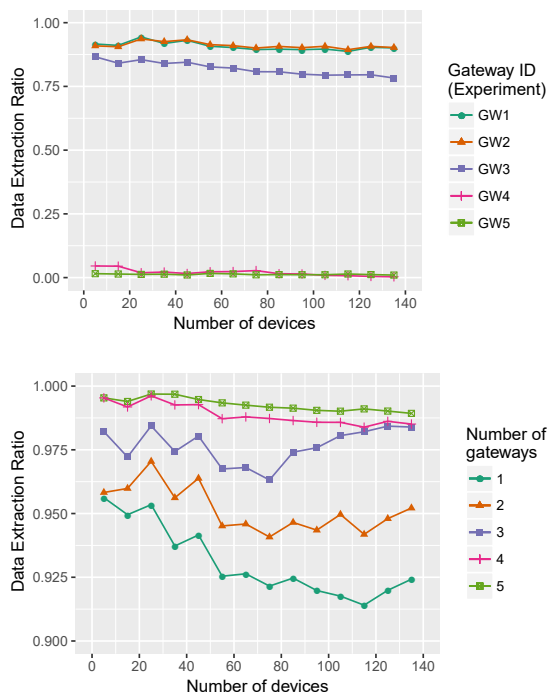 1.00
0.75
0.50
0.25
0.00
Data Extraction Ratio
0 20 40 60 80 100 120 140
Number of devices
Gateway ID
(Experiment)
GW1
GW2
GW3
GW4
GW5
1.000
0.975
0.950
0.925
0.900
Data Extraction Ratio
0 20 40 60 80 100 120 140
Number of devices
Number of
gateways
1
2
3
4
5